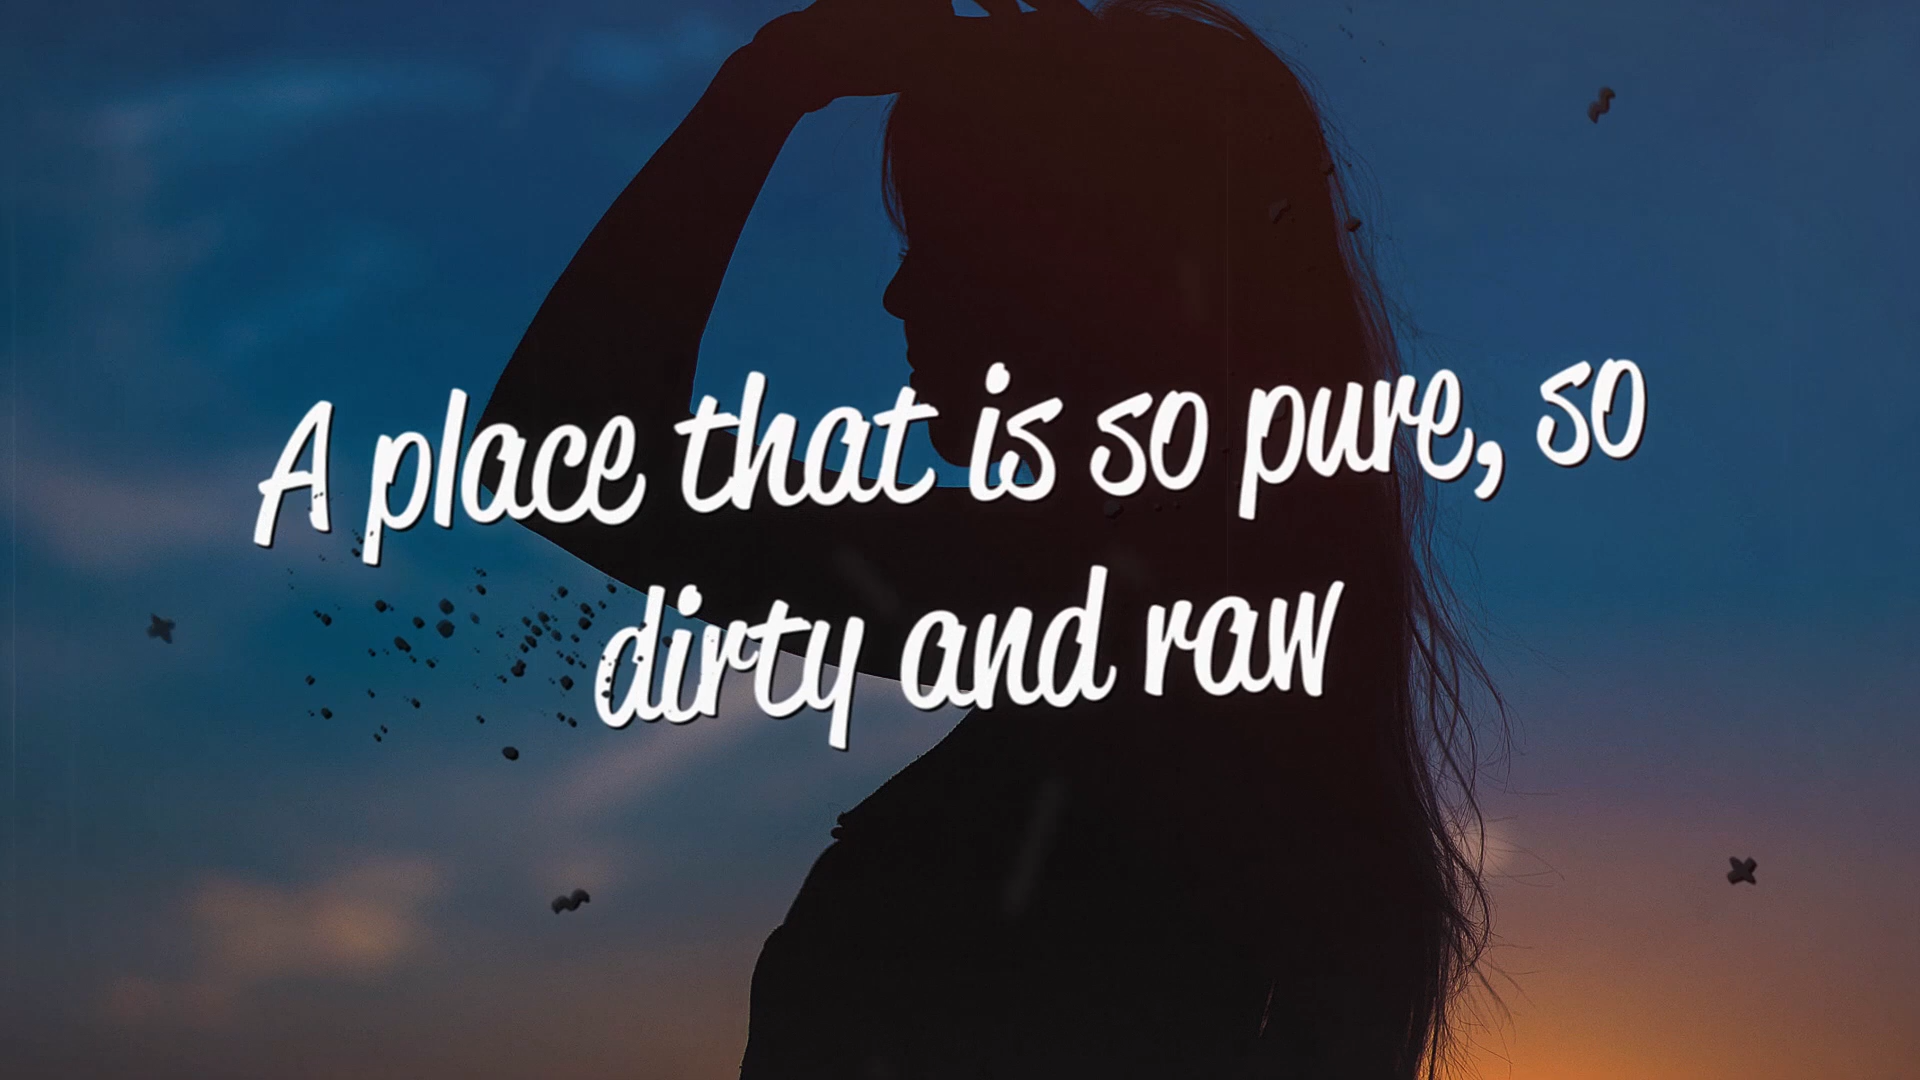 A place that is so pure, so
dirty and raw